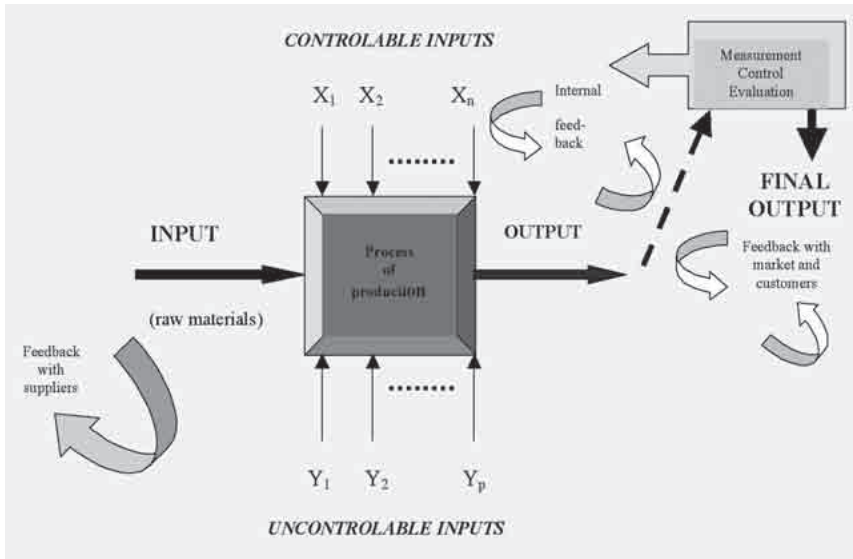 CONTROLABLE INPUTS
X1 X2 Xn
........
Internal
feed-
back
Measurement
Control
Evaluation
FINAL
OUTPUT
INPUT
(raw materials)
Process
of
production
OUTPUT
Feedback with
market and
customers
Feedback
with
suppliers
........
Y1 Y2 Yp
UNCONTROLABLE INPUTS